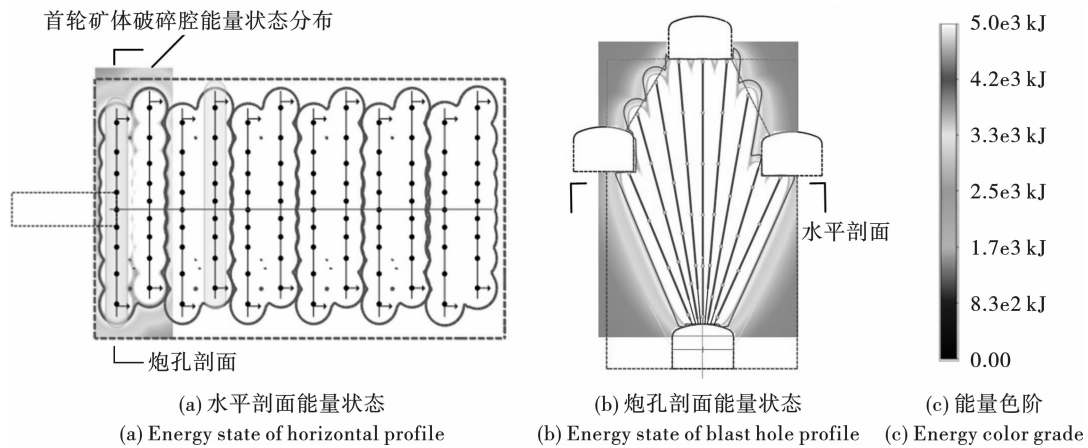 首轮矿体破碎腔能量状态分布
炮孔剖面
水平剖面
5.0e3 kJ
4.2e3 kJ
3.3e3 kJ
2.5e3 kJ
1.7e3 kJ
8.3e2 kJ
0.00
(a) 水平剖面能量状态
(a) Energy state of horizontal profile
(b) 炮孔剖面能量状态
(b) Energy state of blast hole profile
(c) 能量色阶
(c) Energy color grade